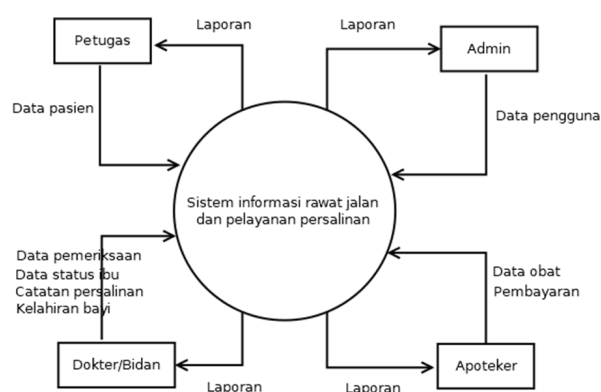 Laporan
Laporan
Petugas
Admin
Data pasien
Data pengguna
Sistem informasi rawat jalan
dan pelayanan persalinan
Data pemeriksaan
Data status ibu
Catatan persalinan
Kelahiran bayi
Data obat
Pembayaran
Dokter/Bidan
Apoteker
Laporan
Laporan